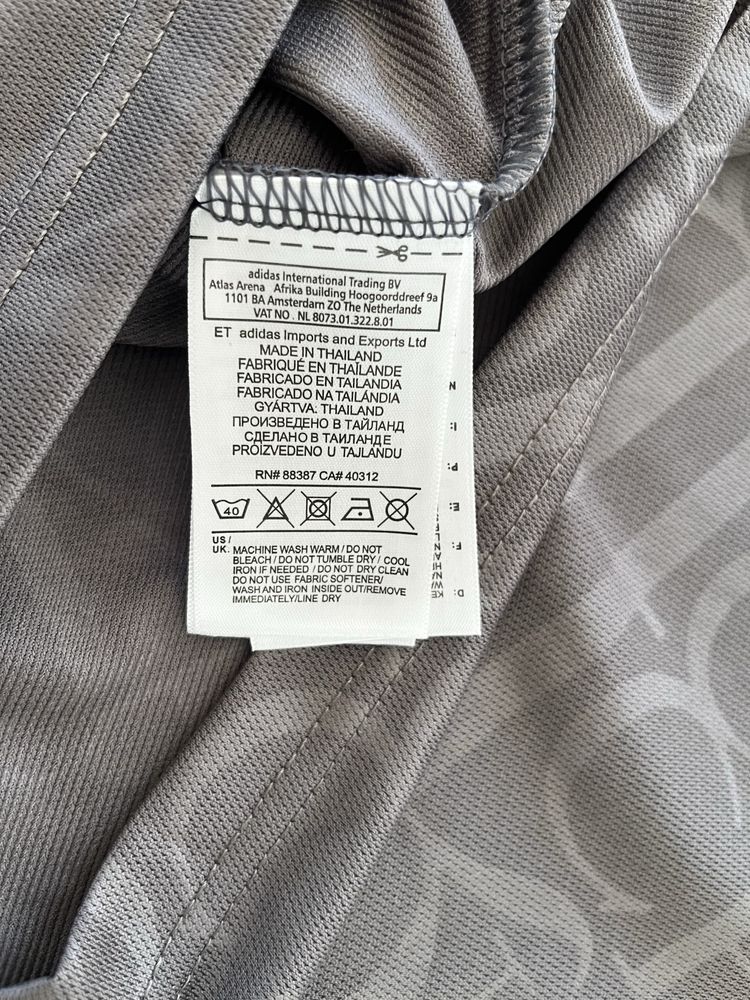 adidas International Trading BV
Atlas Arena Afrika Building Hoogoorddreef 9a
1101 BA Amsterdam ZO The Netherlands
VAT NO. NL 8073.01.322.8.01
ET adidas Imports and Exports Ltd
MADE IN THAILAND
FABRIQUÉ EN THAÏLANDE
FABRICADO EN TAILANDIA
FABRICADO NA TAILÂNDIA
GYÁRTVA: THAILAND
ПРОИЗВЕДЕНО В ТАЙЛАНД
СДЕЛАНО В ТАИЛАНДЕ
PROIZVEDENO U TAJLANDU
RN# 88387 CA# 40312
40
US /
UK. MACHINE WASH WARM / DO NOT
BLEACH / DO NOT TUMBLE DRY / COOL
IRON IF NEEDED / DO NOT DRY CLEAN
DO NOT USE FABRIC SOFTENER/
WASH AND IRON INSIDE OUT/REMOVE
IMMEDIATELY/LINE DRY
N
I:
P:
E:
F:
D: